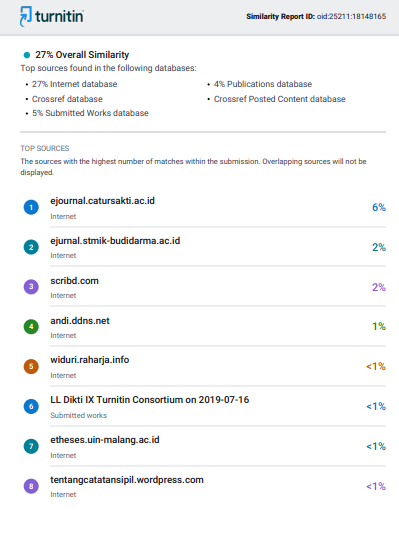 turnitin
Similarity Report ID: oid:25211:18148165
27% Overall Similarity
Top sources found in the following databases:
• 27% Internet database
• 4% Publications database
• Crossref database
• Crossref Posted Content database
• 5% Submitted Works database
TOP SOURCES
The sources with the highest number of matches within the submission. Overlapping sources will not be
displayed.
1
ejournal.catursakti.ac.id
Internet
6%
2
ejurnal.stmik-budidarma.ac.id
Internet
2%
3
scribd.com
Internet
2%
4
andi.ddns.net
Internet
1%
5
widuri.raharja.info
Internet
<1%
6
LL Dikti IX Turnitin Consortium on 2019-07-16
Submitted works
<1%
7
etheses.uin-malang.ac.id
Internet
<1%
8
tentangcatatansipil.wordpress.com
Internet
<1%